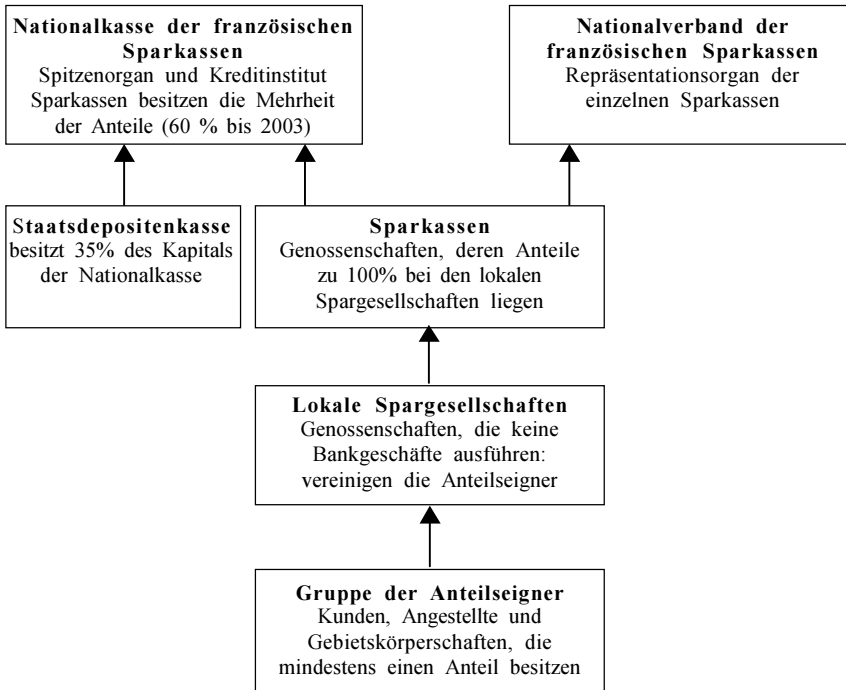 Nationalkasse der französischen
Sparkassen
Spitzenorgan und Kreditinstitut
Sparkassen besitzen die Mehrheit
der Anteile (60 % bis 2003)
Nationalverband der
französischen Sparkassen
Repräsentationsorgan der
einzelnen Sparkassen
Staatsdepositenkasse
besitzt 35% des Kapitals
der Nationalkasse
Sparkassen
Genossenschaften, deren Anteile
zu 100% bei den lokalen
Spargesellschaften liegen
Lokale Spargesellschaften
Genossenschaften, die keine
Bankgeschäfte ausführen:
vereinigen die Anteilseigner
Gruppe der Anteilseigner
Kunden, Angestellte und
Gebietskörperschaften, die
mindestens einen Anteil besitzen